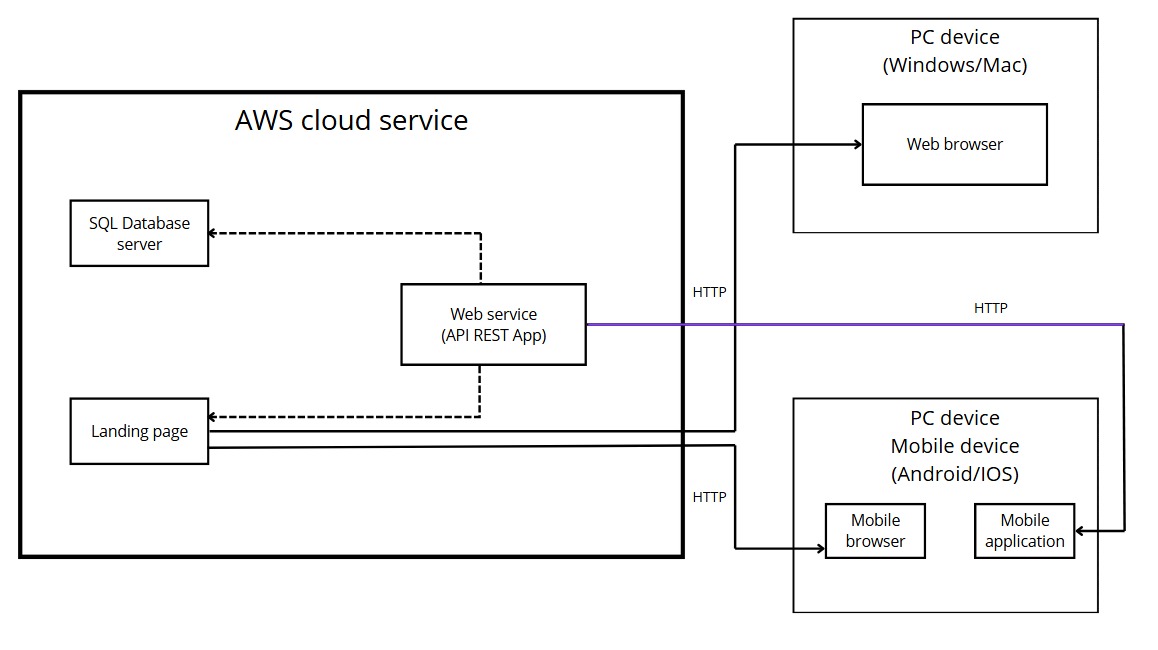 PC device
(Windows/Mac)
Web browser
AWS cloud service
SQL Database
server
Web service
(API REST App)
HTTP
HTTP
Landing page
HTTP
PC device
Mobile device
(Android/IOS)
Mobile
browser
Mobile
application